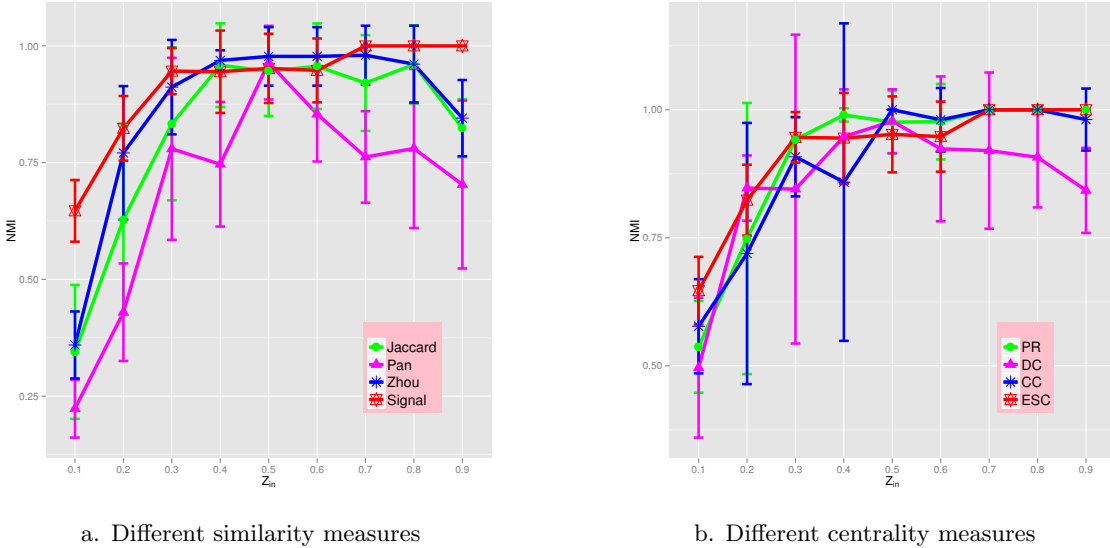 1.00
0.75
0.50
0.25
NMI
Jaccard
Pan
Zhou
Signal
0.1 0.2 0.3 0.4 0.5 0.6 0.7 0.8 0.9
Zin
a. Different similarity measures
1.00
0.75
0.50
NMI
PR
DC
CC
ESC
0.1 0.2 0.3 0.4 0.5 0.6 0.7 0.8 0.9
Zin
b. Different centrality measures